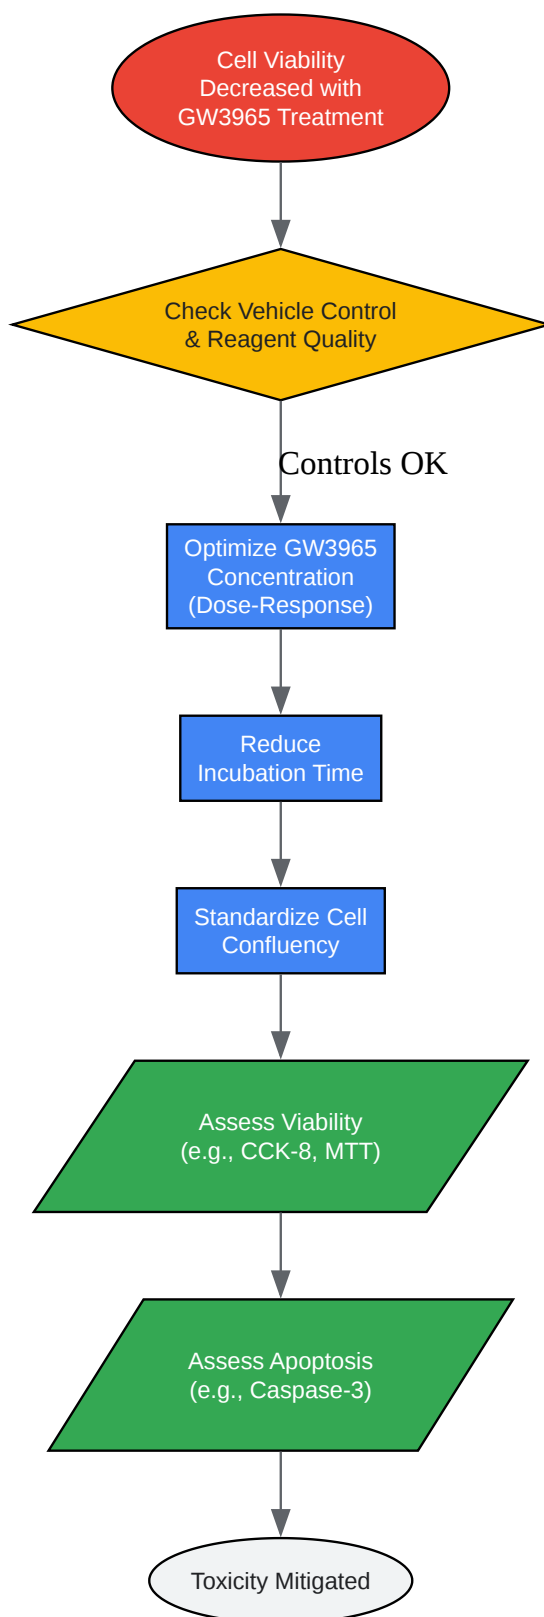 Cell Viability
Decreased with
GW3965 Treatment
Check Vehicle Control
& Reagent Quality
Controls OK
Optimize GW3965
Concentration
(Dose-Response)
Reduce
Incubation Time
Standardize Cell
Confluency
Assess Viability
(e.g., CCK-8, MTT)
Assess Apoptosis
(e.g., Caspase-3)
Toxicity Mitigated